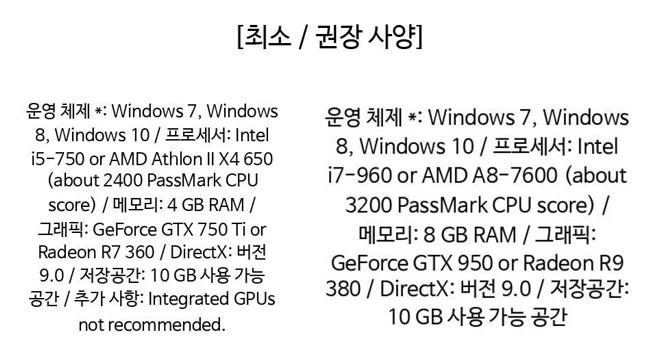 [최소 / 권장 사양]
운영 체제 *: Windows 7, Windows
8, Windows 10 / 프로세서: Intel
i5-750 or AMD Athlon II X4 650
(about 2400 PassMark CPU
score) / 메모리: 4 GB RAM /
그래픽: GeForce GTX 750 Ti or
Radeon R7 360 / DirectX: 버전
9.0 / 저장공간: 10 GB 사용 가능
공간 / 추가 사항: Integrated GPUs
not recommended.
운영 체제 *: Windows 7, Windows
8, Windows 10 / 프로세서: Intel
i7-960 or AMD A8-7600 (about
3200 PassMark CPU score) /
메모리: 8 GB RAM / 그래픽:
GeForce GTX 950 or Radeon R9
380 / DirectX: 버전 9.0 / 저장공간:
10 GB 사용 가능 공간